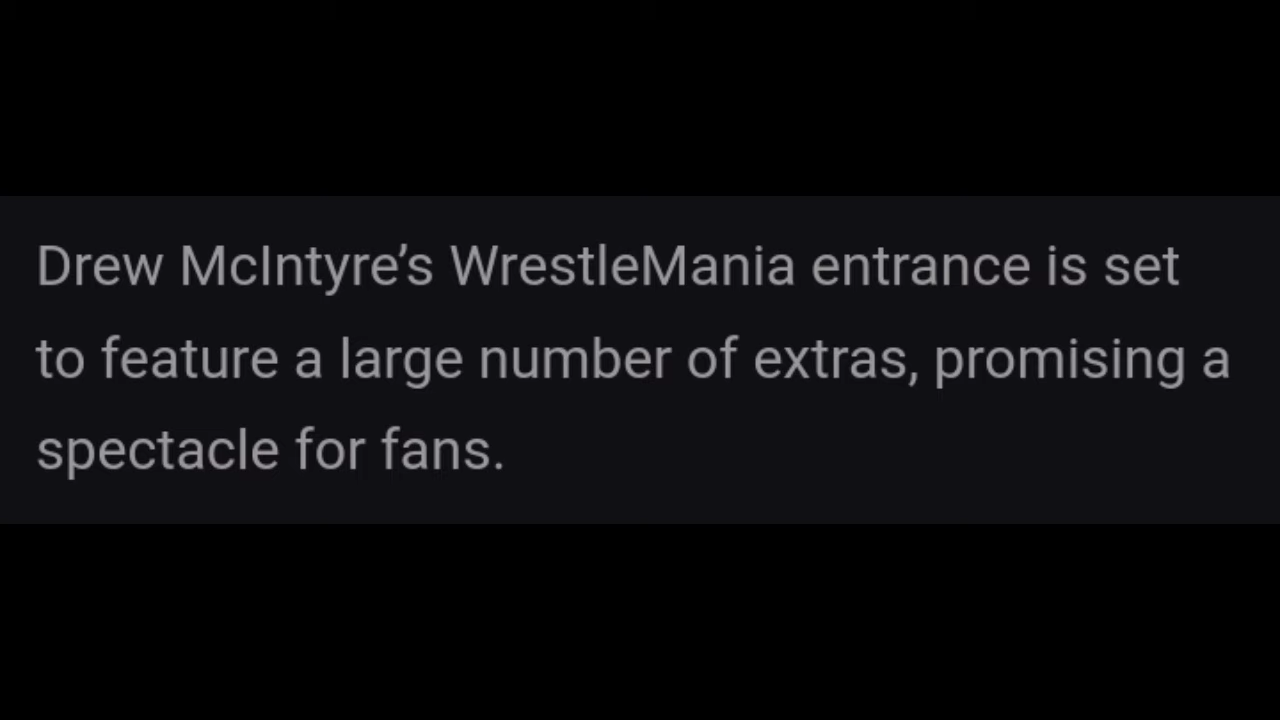 Drew McIntyre’s WrestleMania entrance is set
to feature a large number of extras, promising a
spectacle for fans.